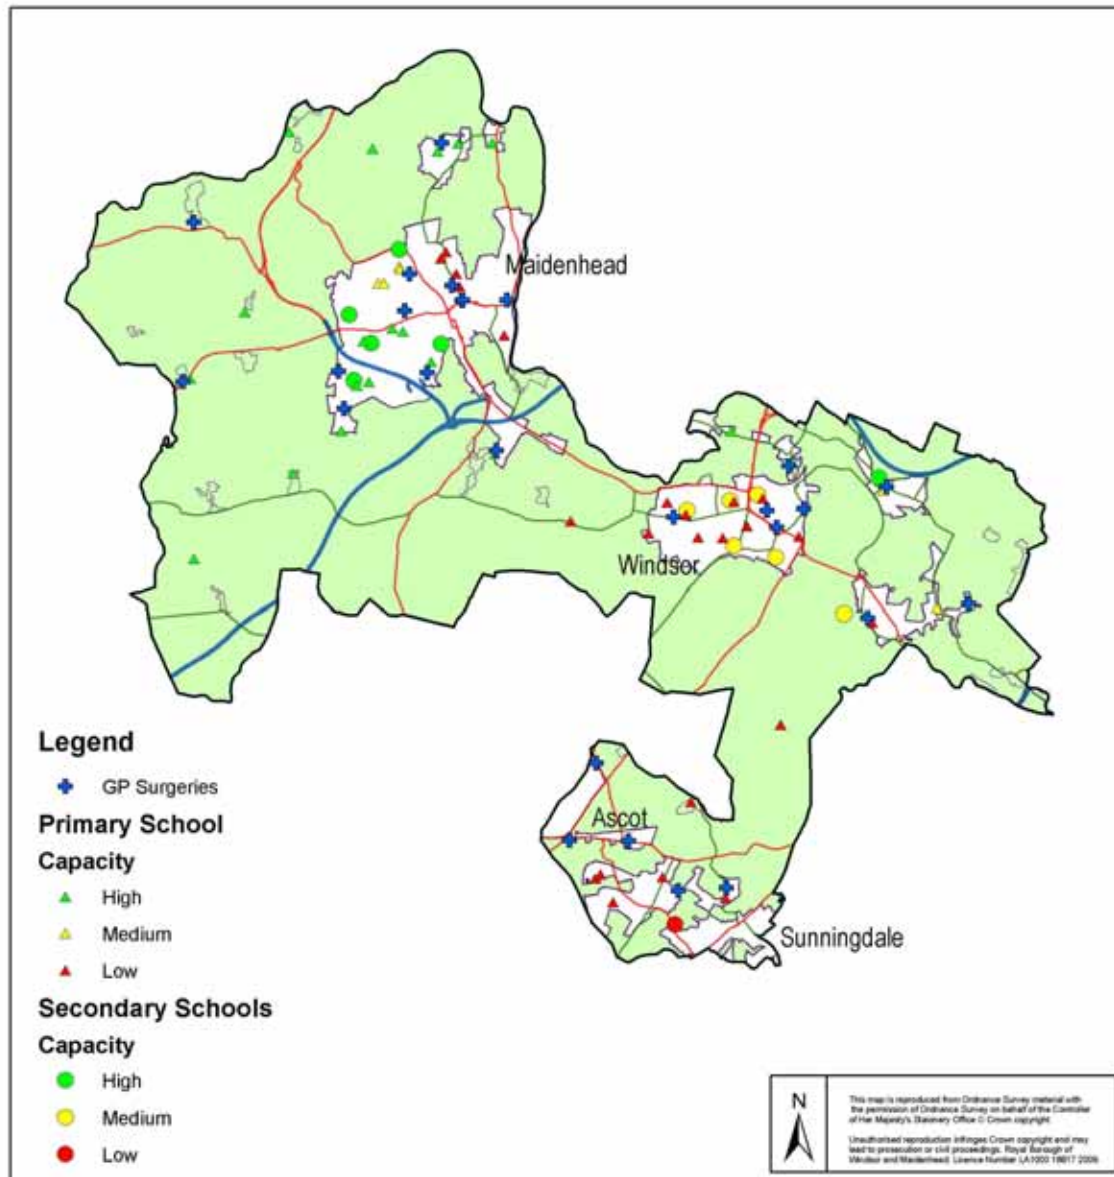 Maidenhead
Windsor
Legend
GP Surgeries
Primary School
Capacity
High
Medium
Low
Secondary Schools
Capacity
High
Medium
Low
Ascot
Sunningdale
N
This map is reproduced from Ordnance Survey material with
the permission of Ordnance Survey on behalf of the Controller
of Her Majesty's Stationery Office © Crown copyright.
Unauthorised reproduction infringes Crown copyright and may
lead to prosecution or civil proceedings. Royal Borough of
Windsor and Maidenhead. Licence Number